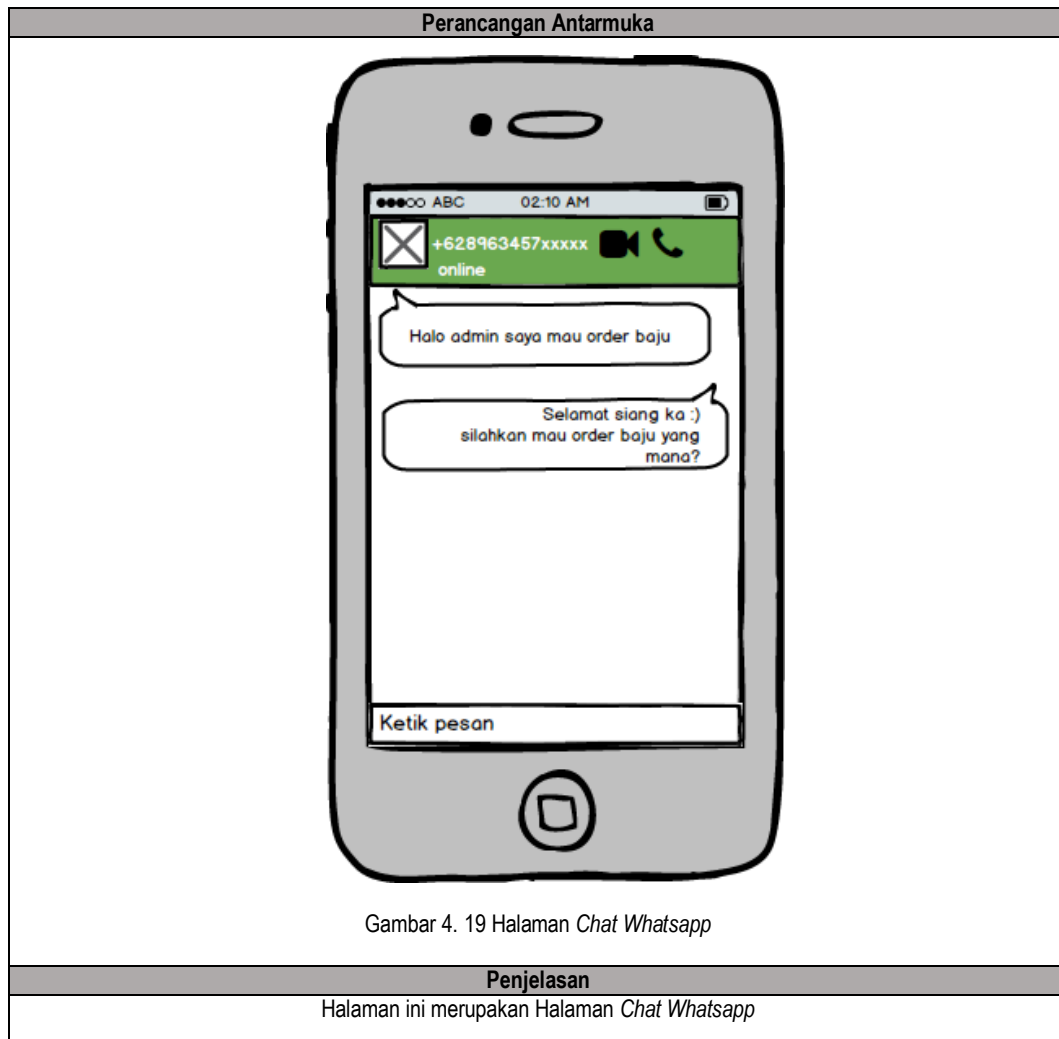 Perancangan Antarmuka
ABC 02:10 AM
+628963457xxxxx
online
Halo admin saya mau order baju
Selamat siang ka :)
silahkan mau order baju yang
mana?
Ketik pesan
Gambar 4. 19 Halaman Chat Whatsapp
Penjelasan
Halaman ini merupakan Halaman Chat Whatsapp